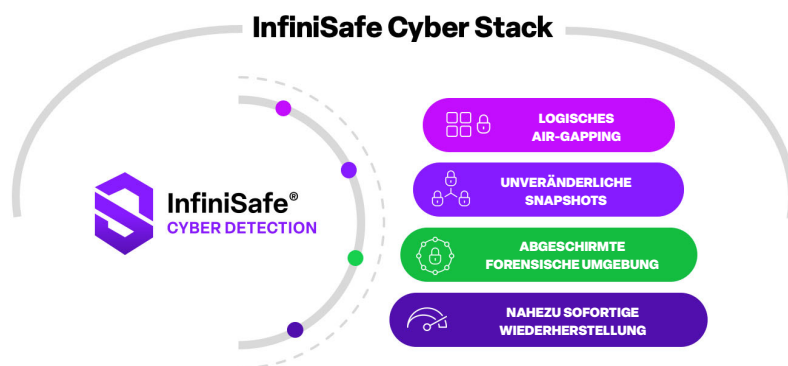 InfiniSafe Cyber Stack
InfiniSafe®
CYBER DETECTION
LOGISCHES
AIR-GAPPING
UNVERÄNDERLICHE
SNAPSHOTS
ABGESCHIRMTE
FORENSISCHE UMGEBUNG
NAHEZU SOFORTIGE
WIEDERHERSTELLUNG